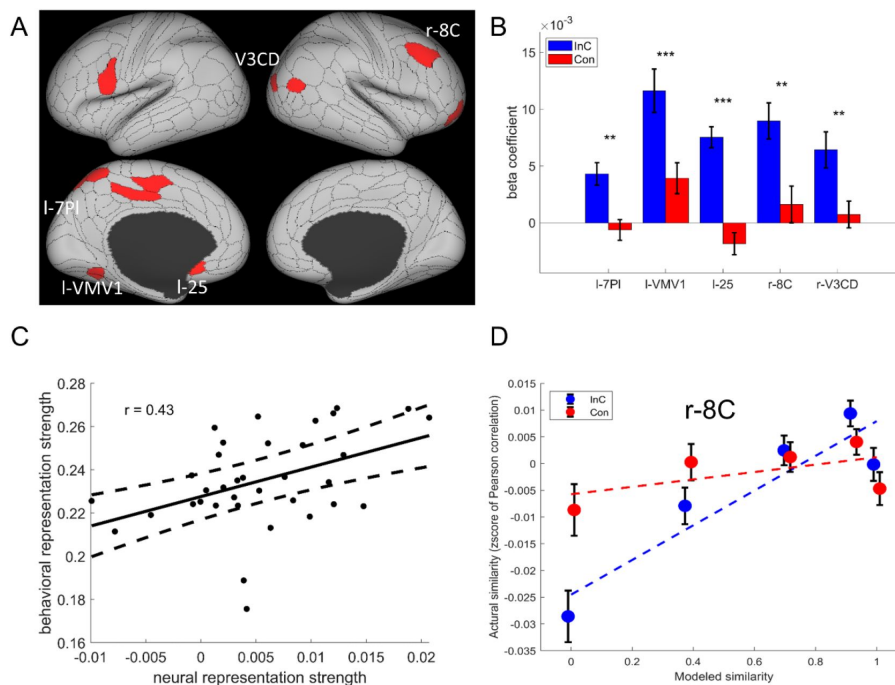 A
r-8C
V3CD
l-7Pl
l-VMV1
l-25
B
×10⁻³
InC
Con
15
10
5
0
beta coefficient
**
***
***
**
**
l-7Pl
l-VMV1
l-25
r-8C
r-V3CD
C
r = 0.43
0.28
0.26
0.24
0.22
0.2
0.18
0.16
behavioral representation strength
-0.01
-0.005
0
0.005
0.01
0.015
0.02
neural representation strength
D
InC
Con
r-8C
0.015
0.01
0.005
0
-0.005
-0.01
-0.015
-0.02
-0.025
-0.03
-0.035
Actural similarity (zscore of Pearson correlation)
0
0.2
0.4
0.6
0.8
1
Modeled similarity